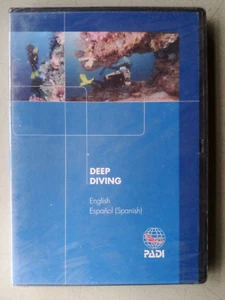 DEEP
DIVING
English
Español (Spanish)
PADI